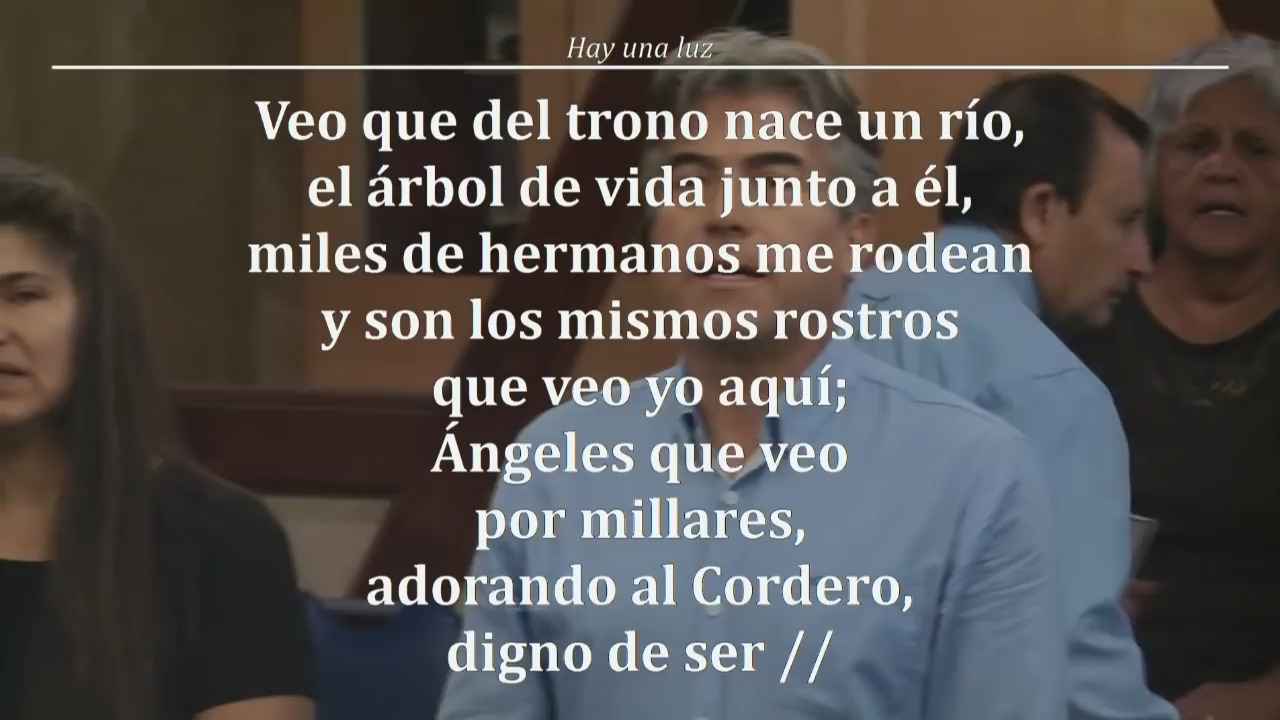 Hay una luz
Veo que del trono nace un río,
el árbol de vida junto a él,
miles de hermanos me rodean
y son los mismos rostros
que veo yo aquí;
Ángeles que veo
por millares,
adorando al Cordero,
digno de ser //